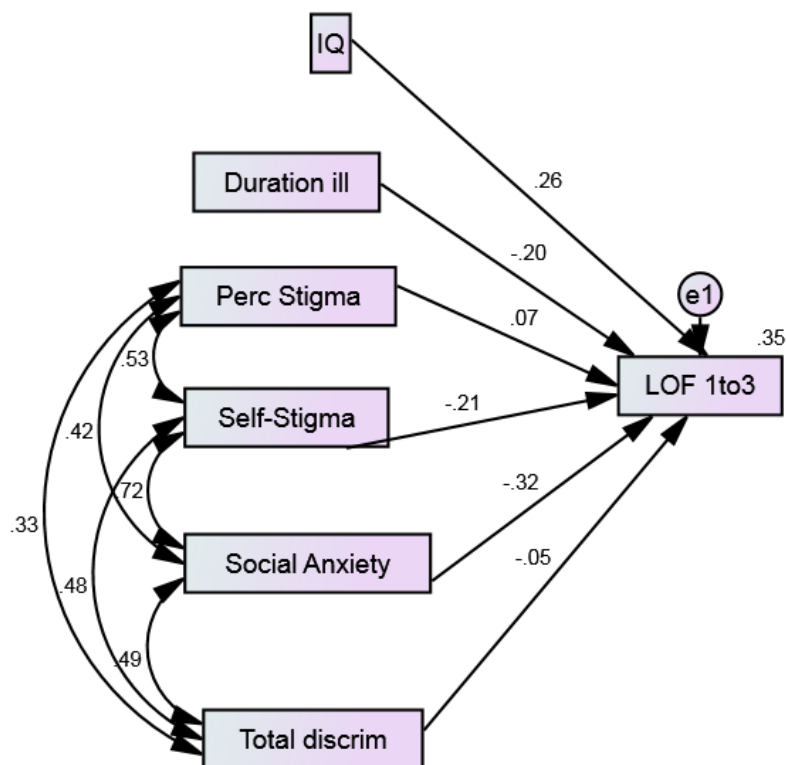 IQ
.26
Duration ill
-.20
e1
Perc Stigma
.07
.35
LOF 1to3
.53
Self-Stigma
-.21
.42
.72
-.32
.33
Social Anxiety
-.05
.48
.49
Total discrim